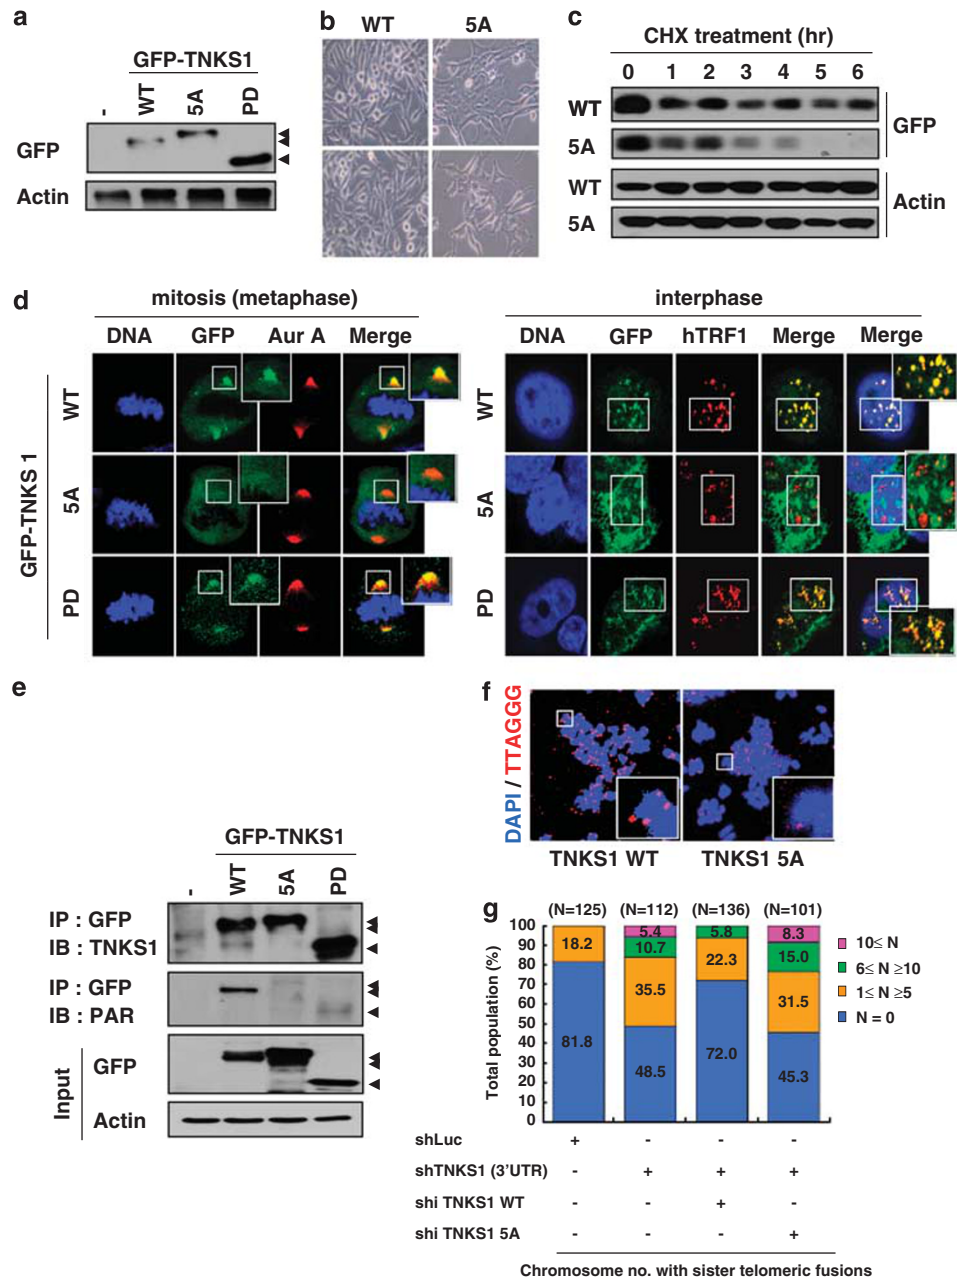 a
GFP-TNKS1
- WT 5A PD
GFP
Actin
b
WT 5A
c
CHX treatment (hr)
0 1 2 3 4 5 6
WT
5A
GFP
WT
5A
Actin
d
mitosis (metaphase)
DNA GFP Aur A Merge
interphase
DNA GFP hTRF1 Merge Merge
GFP-TNKS 1
WT
5A
PD
WT
5A
PD
e
GFP-TNKS1
- WT 5A PD
IP : GFP
IB : TNKS1
IP : GFP
IB : PAR
Input
GFP
Actin
f
DAPI / TTAGGG
TNKS1 WT TNKS1 5A
g
(N=125) (N=112) (N=136) (N=101)
Total population (%)
100
90
80
70
60
50
40
30
20
10
0
18.2
81.8
5.4
10.7
35.5
48.5
5.8
22.3
72.0
8.3
15.0
31.5
45.3
10≤ N
6≤ N ≥10
1≤ N ≥5
N = 0
shLuc + - - -
shTNKS1 (3'UTR) - + + +
shi TNKS1 WT - - + -
shi TNKS1 5A - - - +
Chromosome no. with sister telomeric fusions